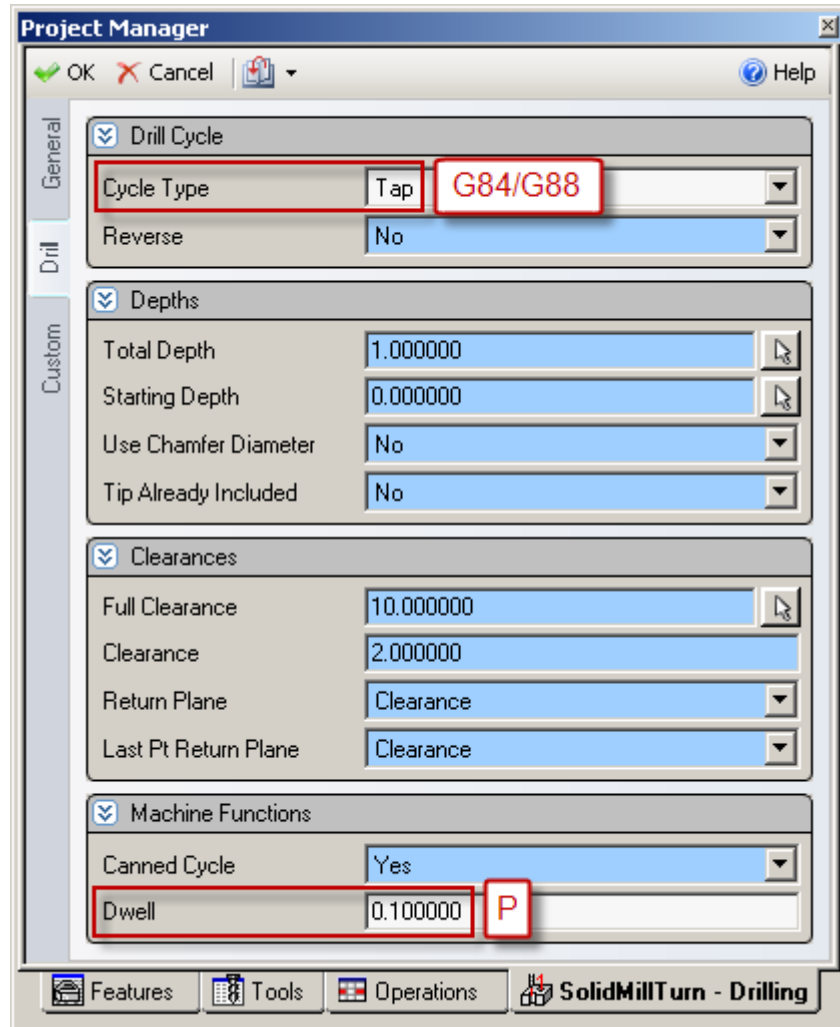 Project Manager
OK Cancel Help
General
Drill
Custom
Drill Cycle
Cycle Type Tap G84/G88
Reverse No
Depths
Total Depth 1.000000
Starting Depth 0.000000
Use Chamfer Diameter No
Tip Already Included No
Clearances
Full Clearance 10.000000
Clearance 2.000000
Return Plane Clearance
Last Pt Return Plane Clearance
Machine Functions
Canned Cycle Yes
Dwell 0.100000 P
Features Tools Operations SolidMillTurn - Drilling